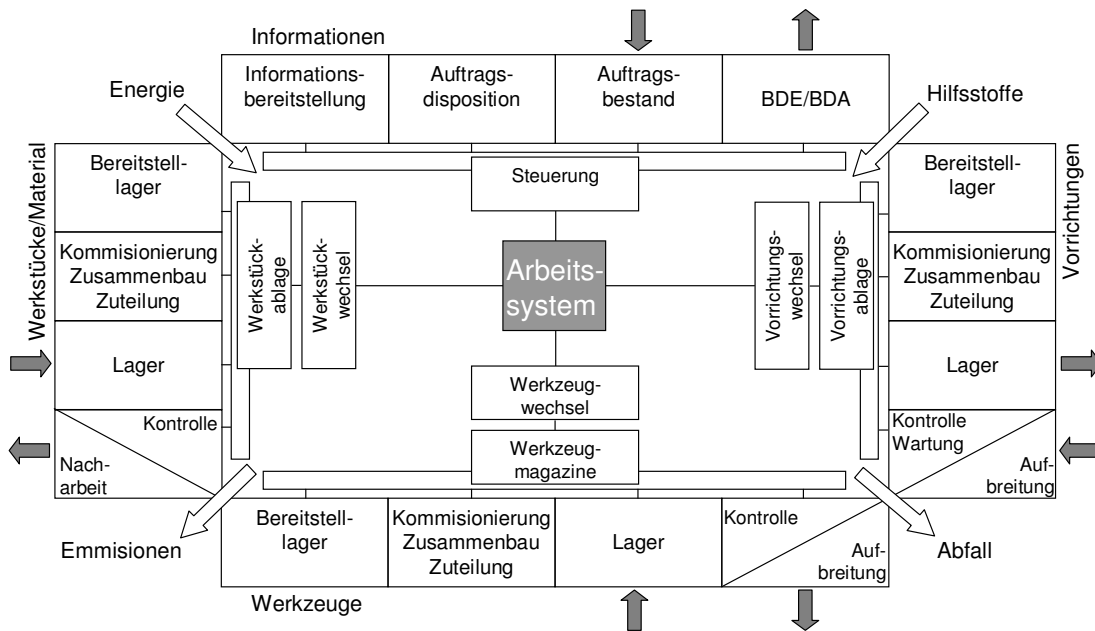 Informationen
Informations-
bereitstellung
Auftrags-
disposition
Auftrags-
bestand
BDE/BDA
Energie
Hilfsstoffe
Werkstücke/Material
Bereitstell-
lager
Kommisionierung
Zusammenbau
Zuteilung
Lager
Kontrolle
Nach-
arbeit
Werkstück-
ablage
Werkstück-
wechsel
Steuerung
Arbeits-
system
Werkzeug-
wechsel
Werkzeug-
magazine
Vorrichtungs-
wechsel
Vorrichtungs-
ablage
Bereitstell-
lager
Kommisionierung
Zusammenbau
Zuteilung
Lager
Kontrolle
Wartung
Auf-
breitung
Vorrichtungen
Emmisionen
Bereitstell-
lager
Kommisionierung
Zusammenbau
Zuteilung
Lager
Kontrolle
Auf-
breitung
Abfall
Werkzeuge